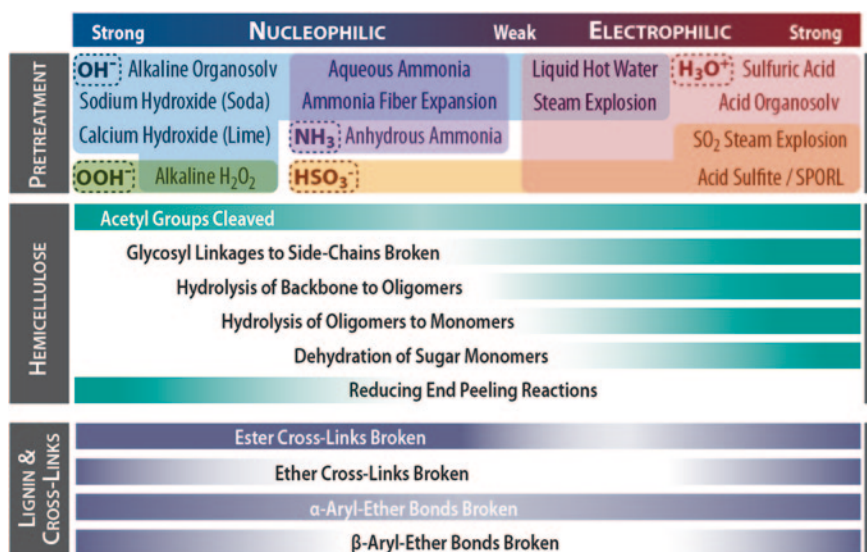 Strong NUCLEOPHILIC Weak ELECTROPHILIC Strong
PRETREATMENT
OH⁻ Alkaline Organosolv Aqueous Ammonia Liquid Hot Water H₃O⁺ Sulfuric Acid
Sodium Hydroxide (Soda) Ammonia Fiber Expansion Steam Explosion Acid Organosolv
Calcium Hydroxide (Lime) NH₃ Anhydrous Ammonia SO₂ Steam Explosion
OOH⁻ Alkaline H₂O₂ HSO₃⁻ Acid Sulfite / SPORL
HEMICELLULOSE
Acetyl Groups Cleaved
Glycosyl Linkages to Side-Chains Broken
Hydrolysis of Backbone to Oligomers
Hydrolysis of Oligomers to Monomers
Dehydration of Sugar Monomers
Reducing End Peeling Reactions
LIGNIN &
CROSS-LINKS
Ester Cross-Links Broken
Ether Cross-Links Broken
α-Aryl-Ether Bonds Broken
β-Aryl-Ether Bonds Broken